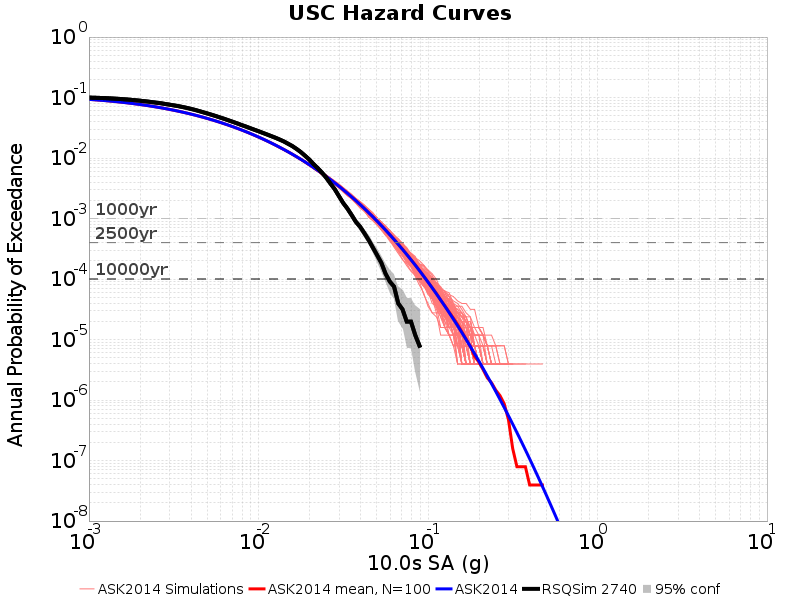 USC Hazard Curves
Annual Probability of Exceedance
10^0
10^-1
10^-2
10^-3
10^-4
10^-5
10^-6
10^-7
10^-8
1000yr
2500yr
10000yr
10^-3 10^-2 10^-1 10^0 10^1
10.0s SA (g)
ASK2014 Simulations ASK2014 mean, N=100 ASK2014 RSQSim 2740 95% conf